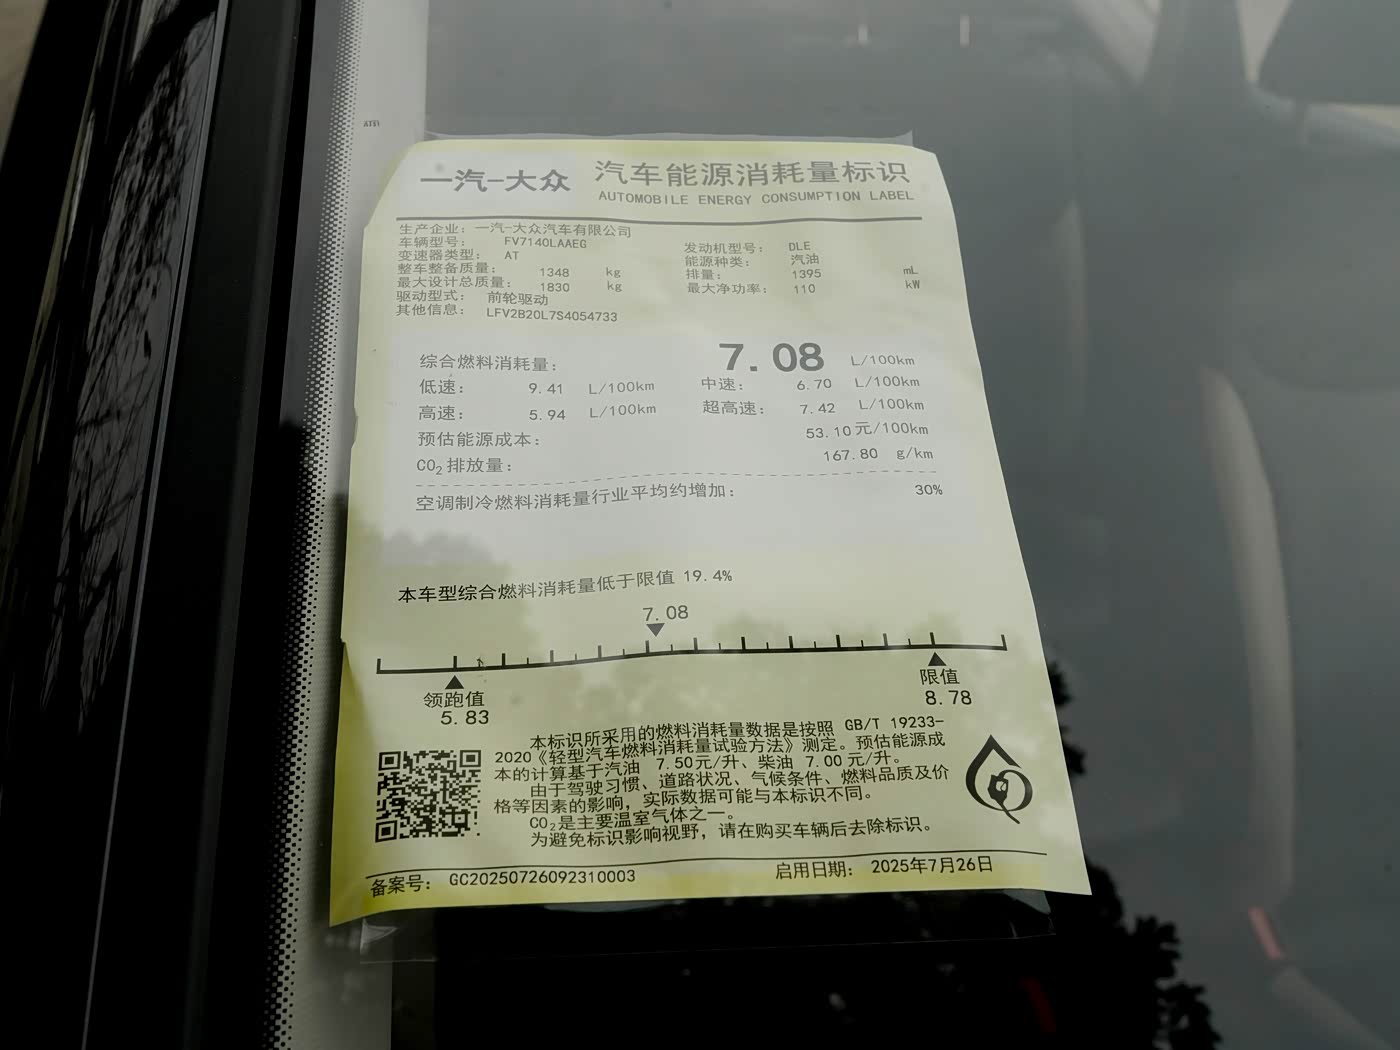 一汽-大众 汽车能源消耗量标识
AUTOMOBILE ENERGY CONSUMPTION LABEL
生产企业：一汽-大众汽车有限公司
车辆型号： FV7140LAAEG 发动机型号： DLE
变速器类型： AT 能源种类： 汽油
整车整备质量： 1348 kg 排量： 1395 mL
最大设计总质量： 1830 kg 最大净功率： 110 kW
驱动型式： 前轮驱动
其他信息： LFV2B20L7S4054733
综合燃料消耗量： 7.08 L/100km
低速： 9.41 L/100km 中速： 6.70 L/100km
高速： 5.94 L/100km 超高速： 7.42 L/100km
预估能源成本： 53.10元/100km
CO₂排放量： 167.80 g/km
空调制冷燃料消耗量行业平均约增加： 30%
本车型综合燃料消耗量低于限值 19.4%
7.08
领跑值 限值
5.83 8.78
本标识所采用的燃料消耗量数据是按照 GB/T 19233-
2020《轻型汽车燃料消耗量试验方法》测定。预估能源成
本的计算基于汽油 7.50元/升、柴油 7.00元/升。
由于驾驶习惯、道路状况、气候条件、燃料品质及价
格等因素的影响，实际数据可能与本标识不同。
CO₂是主要温室气体之一。
为避免标识影响视野，请在购买车辆后去除标识。
备案号： GC20250726092310003 启用日期： 2025年7月26日